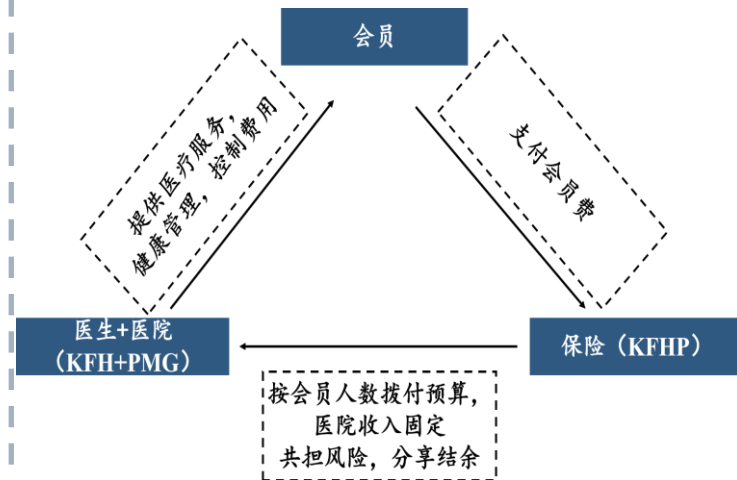 会员
提供医疗服务，
健康管理，控制费用
支付会员费
医生+医院
（KFH+PMG）
保险（KFHP）
按会员人数拨付预算，
医院收入固定
共担风险，分享结余